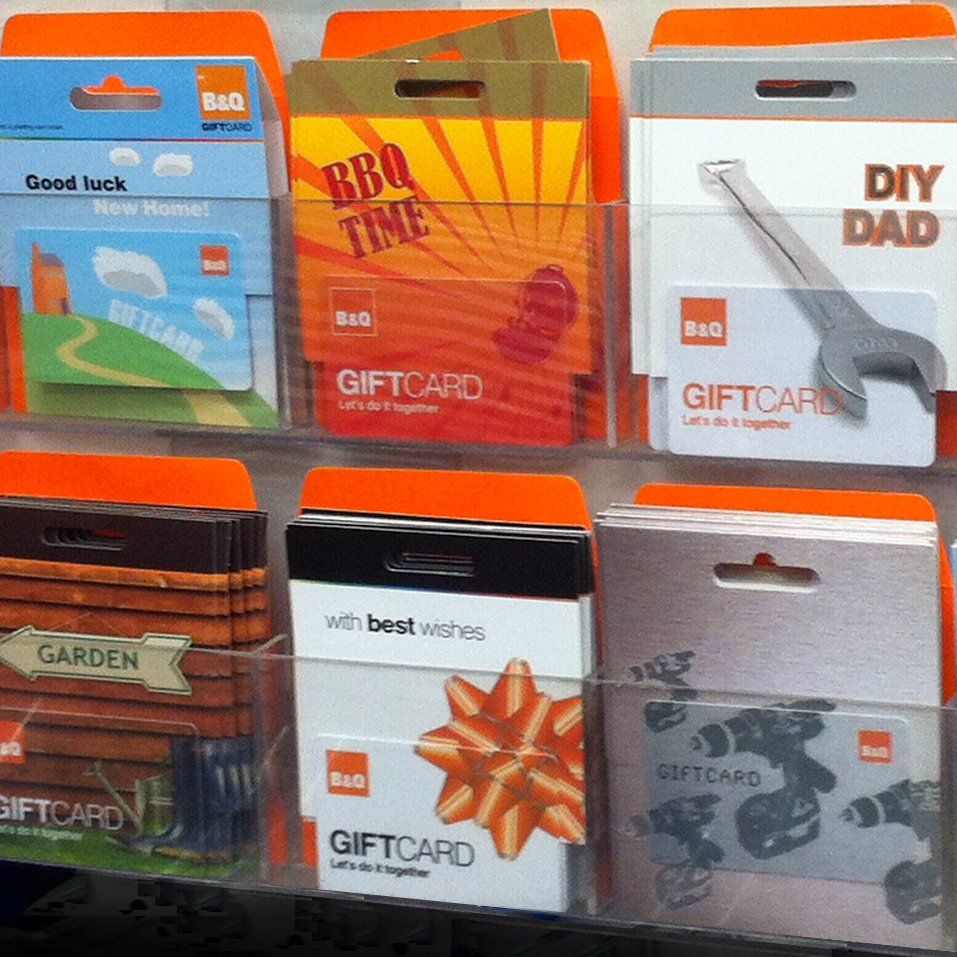 B&Q
GIFTCARD
Good luck
New Home!
B&Q
GIFTCARD
BBQ
TIME
B&Q
GIFTCARD
Let's do it together
DIY
DAD
B&Q
GIFTCARD
Let's do it together
GARDEN
B&Q
GIFTCARD
Let's do it together
with best wishes
B&Q
GIFTCARD
Let's do it together
B&Q
GIFTCARD